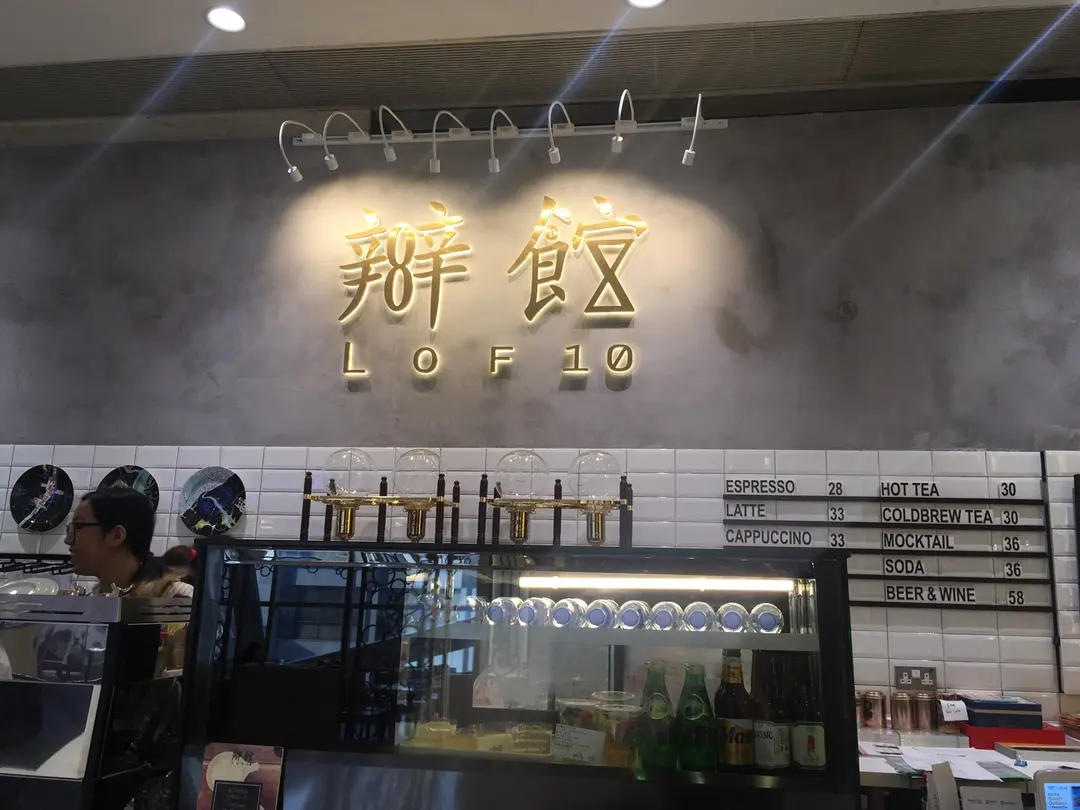 辦館
LOF10
ESPRESSO 28
LATTE 33
CAPPUCCINO 33
HOT TEA 30
COLDBREW TEA 30
MOCKTAIL 36
SODA 36
BEER & WINE 58